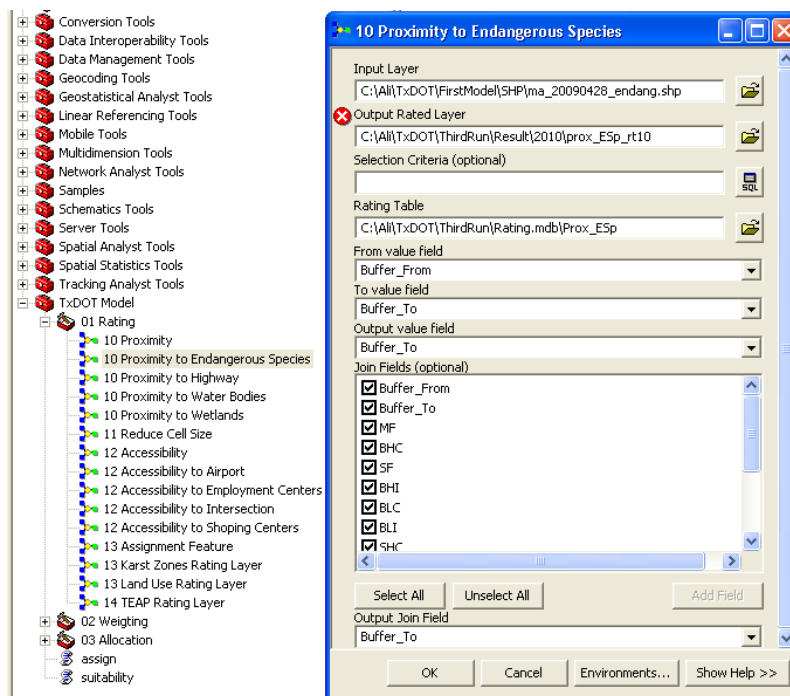 Conversion Tools
Data Interoperability Tools
Data Management Tools
Geocoding Tools
Geostatistical Analyst Tools
Linear Referencing Tools
Mobile Tools
Multidimension Tools
Network Analyst Tools
Samples
Schematics Tools
Server Tools
Spatial Analyst Tools
Spatial Statistics Tools
Tracking Analyst Tools
TxDOT Model
01 Rating
10 Proximity
10 Proximity to Endangerous Species
10 Proximity to Highway
10 Proximity to Water Bodies
10 Proximity to Wetlands
11 Reduce Cell Size
12 Accessibility
12 Accessibility to Airport
12 Accessibility to Employment Centers
12 Accessibility to Intersection
12 Accessibility to Shoping Centers
13 Assignment Feature
13 Karst Zones Rating Layer
13 Land Use Rating Layer
14 TEAP Rating Layer
02 Weigting
03 Allocation
assign
suitability
10 Proximity to Endangerous Species
Input Layer
C:\Ali\TxDOT\FirstModel\SHP\ma_20090428_endang.shp
Output Rated Layer
C:\Ali\TxDOT\ThirdRun\Result\2010\prox_ESp_rt10
Selection Criteria (optional)
SQL
Rating Table
C:\Ali\TxDOT\ThirdRun\Rating.mdb\Prox_ESp
From value field
Buffer_From
To value field
Buffer_To
Output value field
Buffer_To
Join Fields (optional)
Buffer_From
Buffer_To
MF
BHC
SF
BHI
BLC
BLI
SHC
Select All Unselect All Add Field
Output Join Field
Buffer_To
OK Cancel Environments... Show Help >>